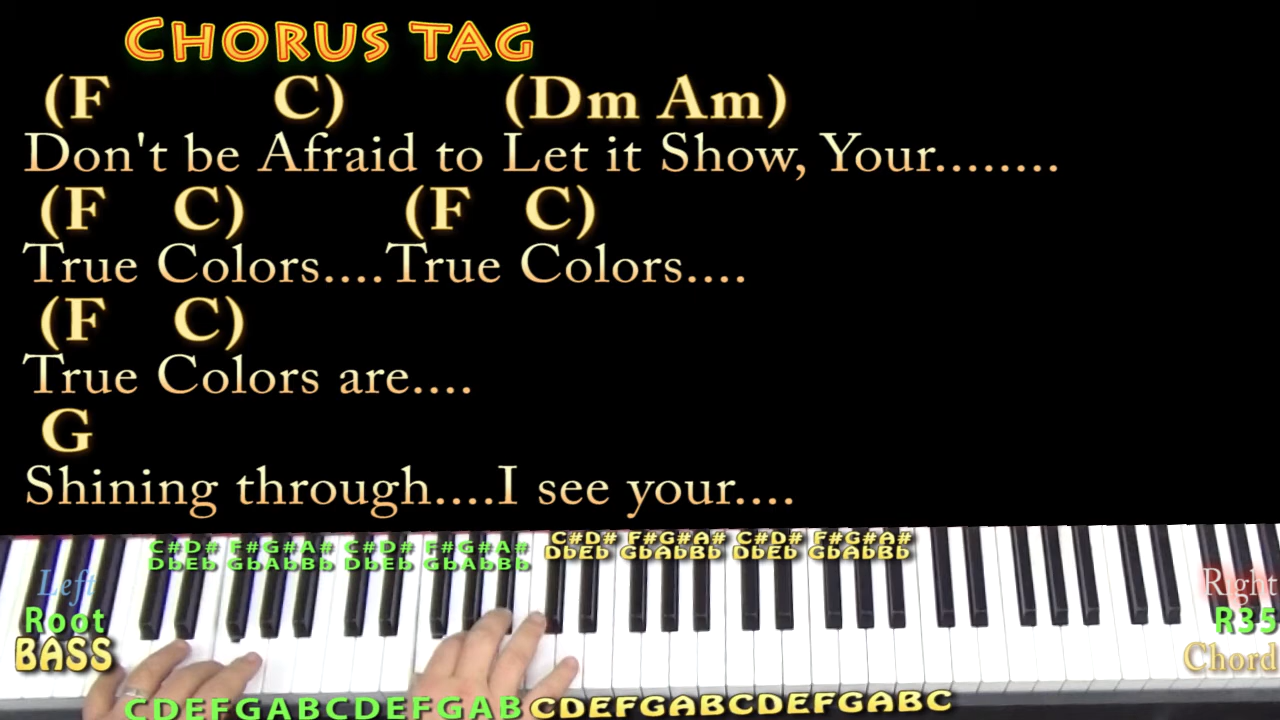 CHORUS TAG
(F C) (Dm Am)
Don't be Afraid to Let it Show, Your........
(F C) (F C)
True Colors....True Colors....
(F C)
True Colors are....
G
Shining through....I see your....
C#D# F#G#A# C#D# F#G#A# C#D# F#G#A# C#D# F#G#A#
DbEb GbAbBb DbEb GbAbBb DbEb GbAbBb DbEb GbAbBb
Left
Root
BASS
Right
R35
Chord
CDEFGABCDEFGAB CDEFGABCDEFGABC